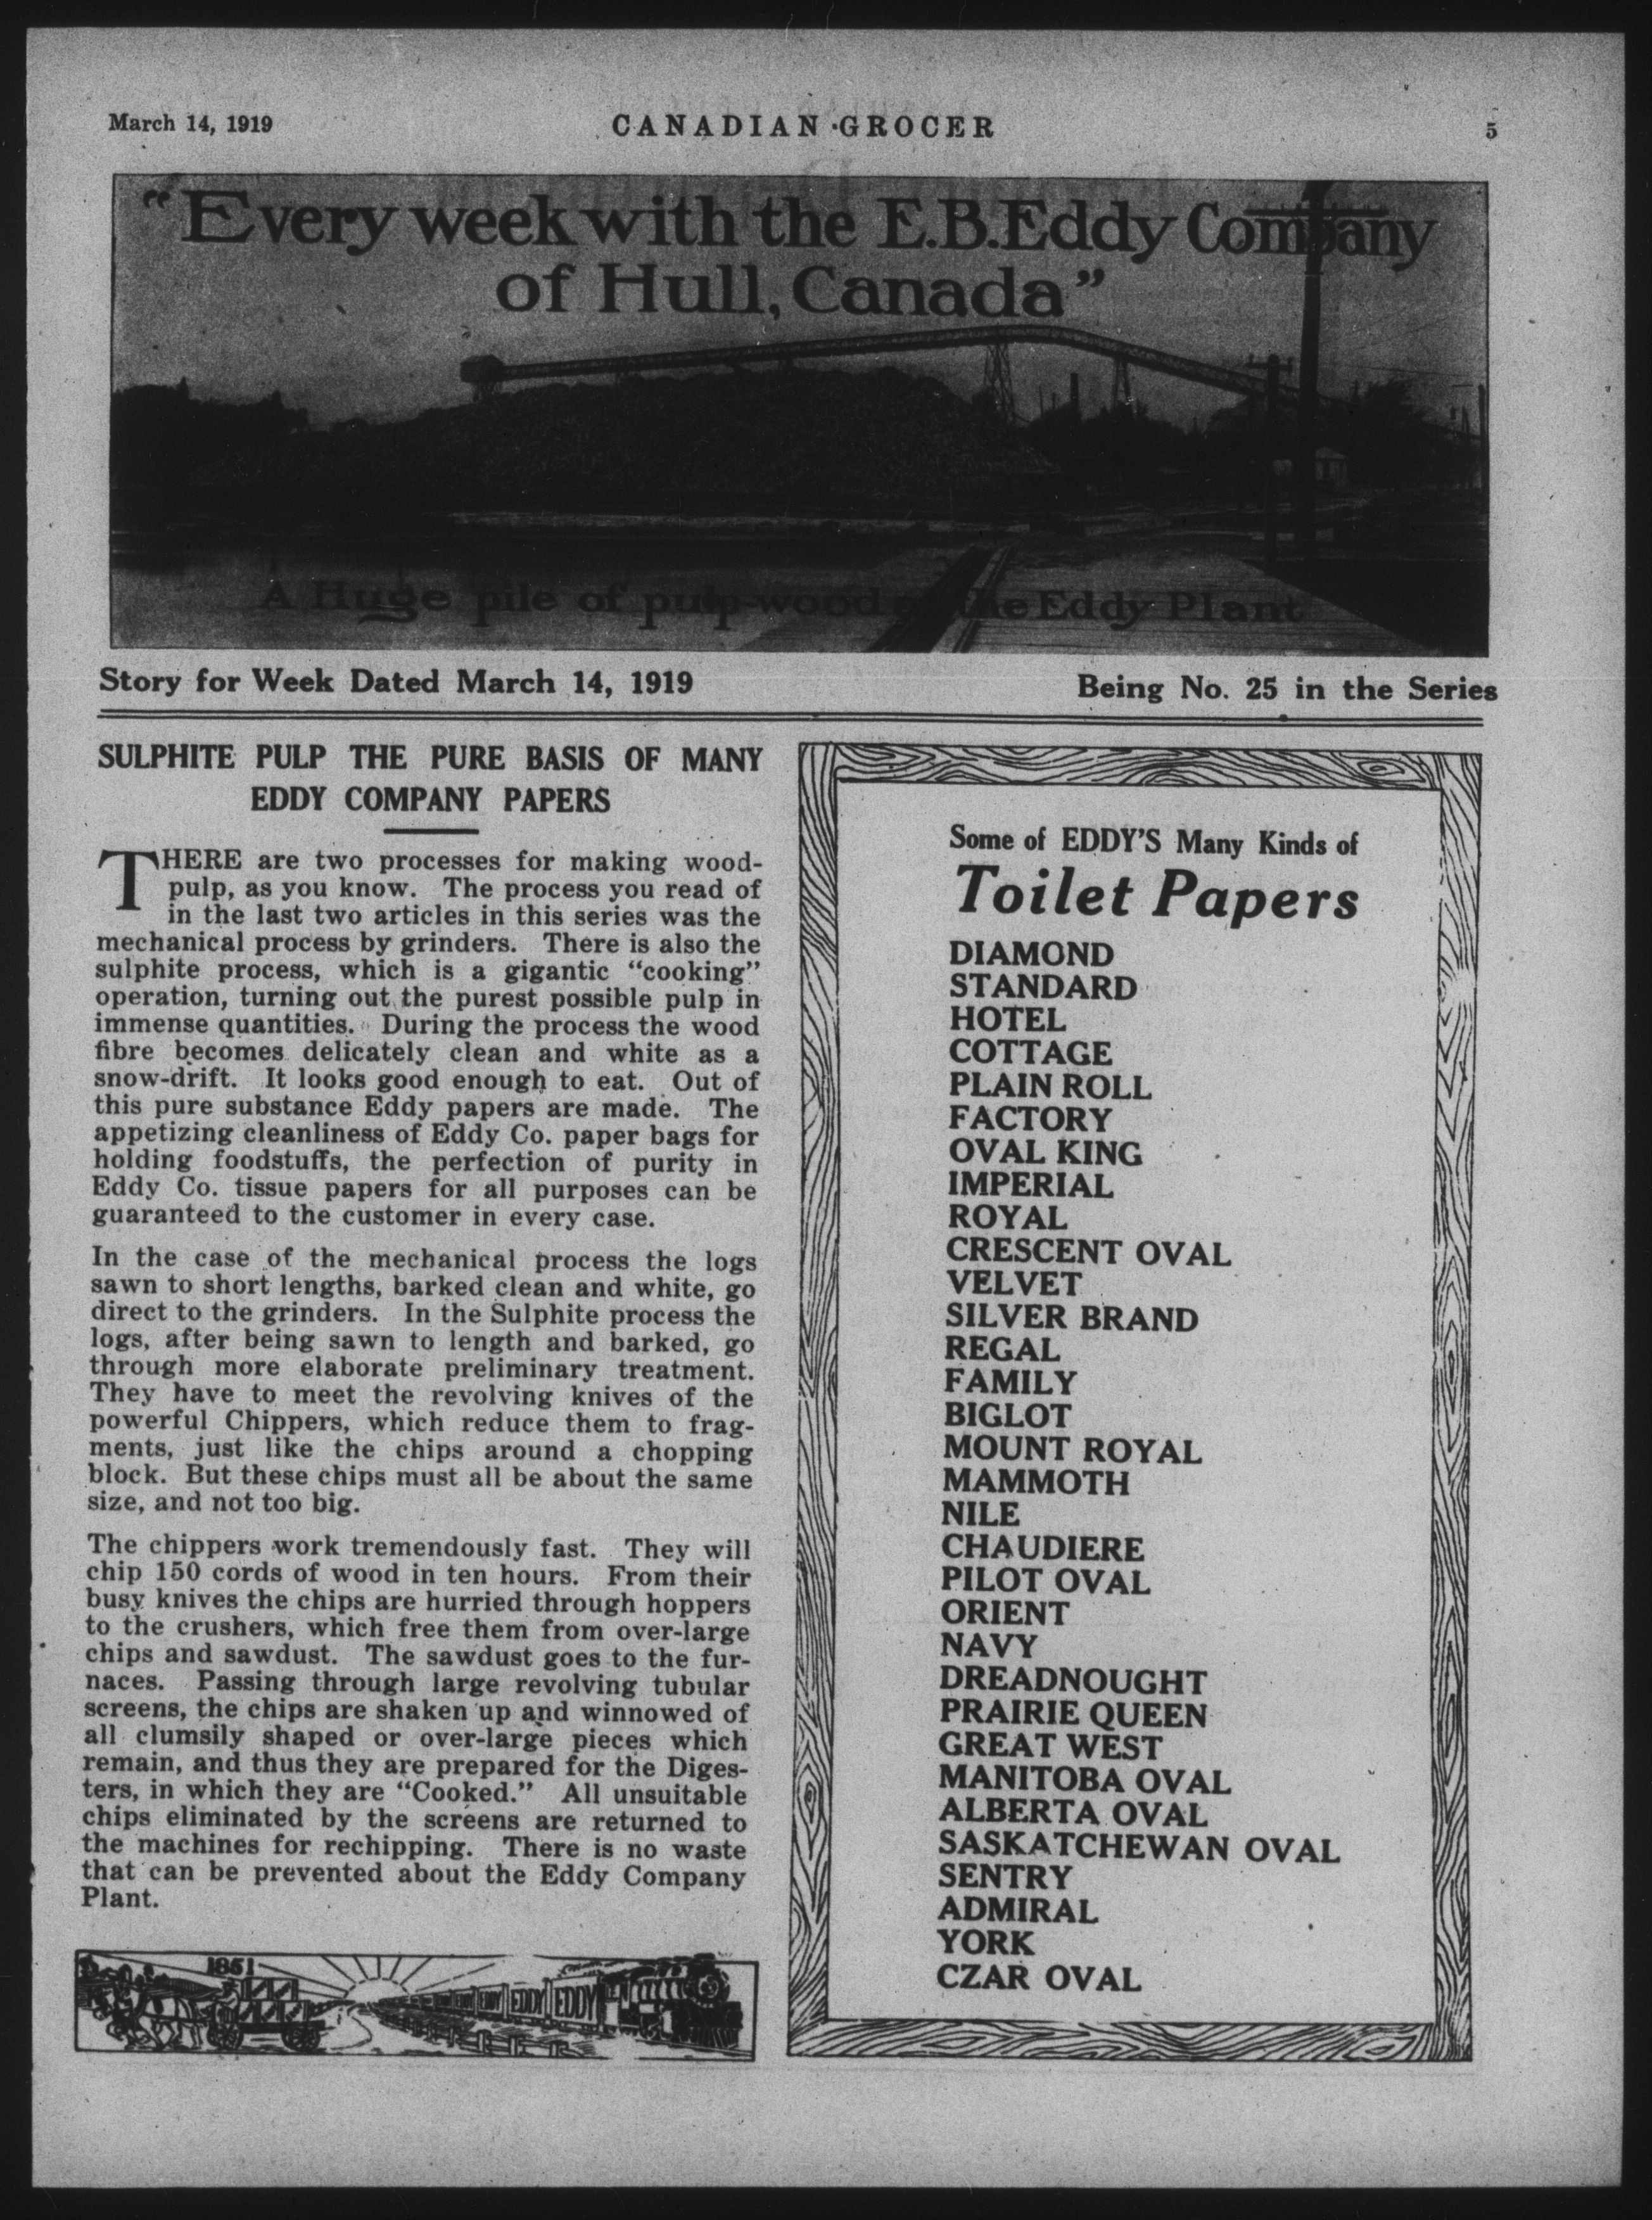 March 14, 1919
CANADIAN GROCER
5
"Every week with the E.B. Eddy Company
of Hull, Canada"
A Huge pile of pulp-wood at the Eddy Plant
Story for Week Dated March 14, 1919
Being No. 25 in the Series
SULPHITE PULP THE PURE BASIS OF MANY
EDDY COMPANY PAPERS
THERE are two processes for making wood-
pulp, as you know. The process you read of
in the last two articles in this series was the
mechanical process by grinders. There is also the
sulphite process, which is a gigantic "cooking"
operation, turning out the purest possible pulp in
immense quantities. During the process the wood
fibre becomes delicately clean and white as a
snow-drift. It looks good enough to eat. Out of
this pure substance Eddy papers are made. The
appetizing cleanliness of Eddy Co. paper bags for
holding foodstuffs, the perfection of purity in
Eddy Co. tissue papers for all purposes can be
guaranteed to the customer in every case.
In the case of the mechanical process the logs
sawn to short lengths, barked clean and white, go
direct to the grinders. In the Sulphite process the
logs, after being sawn to length and barked, go
through more elaborate preliminary treatment.
They have to meet the revolving knives of the
powerful Chippers, which reduce them to frag-
ments, just like the chips around a chopping
block. But these chips must all be about the same
size, and not too big.
The chippers work tremendously fast. They will
chip 150 cords of wood in ten hours. From their
busy knives the chips are hurried through hoppers
to the crushers, which free them from over-large
chips and sawdust. The sawdust goes to the fur-
naces. Passing through large revolving tubular
screens, the chips are shaken up and winnowed of
all clumsily shaped or over-large pieces which
remain, and thus they are prepared for the Diges-
ters, in which they are "Cooked." All unsuitable
chips eliminated by the screens are returned to
the machines for rechipping. There is no waste
that can be prevented about the Eddy Company
Plant.
1851
EDDY EDDY EDDY
Some of EDDY'S Many Kinds of
Toilet Papers
DIAMOND
STANDARD
HOTEL
COTTAGE
PLAIN ROLL
FACTORY
OVAL KING
IMPERIAL
ROYAL
CRESCENT OVAL
VELVET
SILVER BRAND
REGAL
FAMILY
BIGLOT
MOUNT ROYAL
MAMMOTH
NILE
CHAUDIERE
PILOT OVAL
ORIENT
NAVY
DREADNOUGHT
PRAIRIE QUEEN
GREAT WEST
MANITOBA OVAL
ALBERTA OVAL
SASKATCHEWAN OVAL
SENTRY
ADMIRAL
YORK
CZAR OVAL